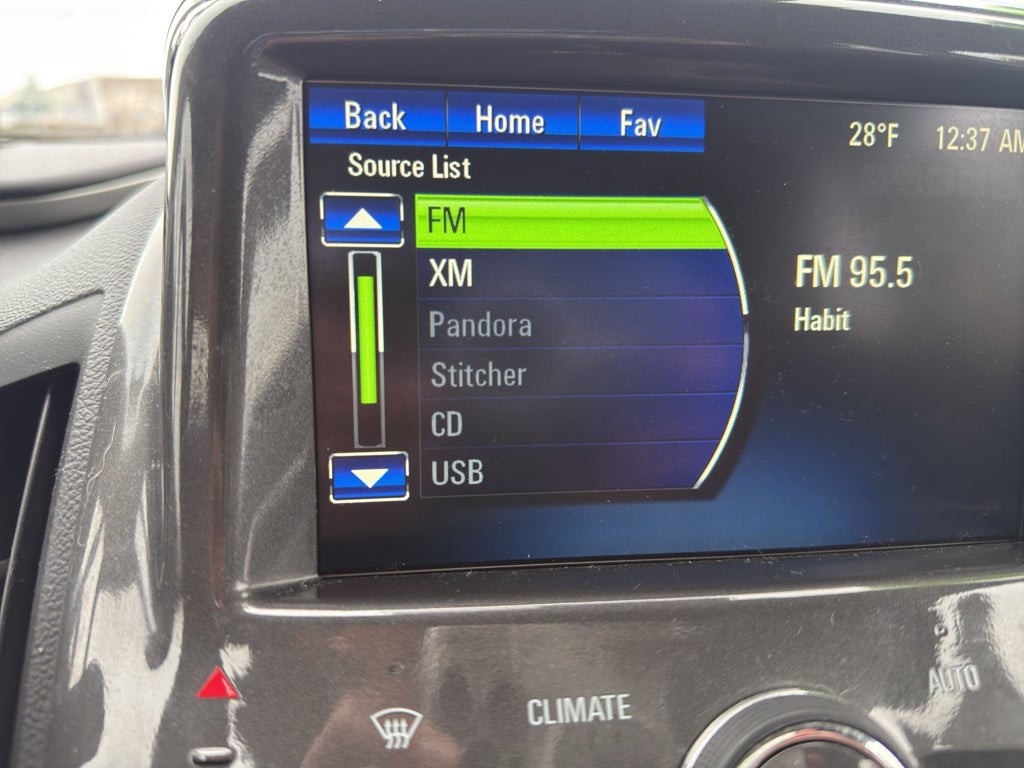 Back Home Fav
28°F 12:37 AM
Source List
FM
XM
Pandora
Stitcher
CD
USB
FM 95.5
Habit
CLIMATE
AUTO